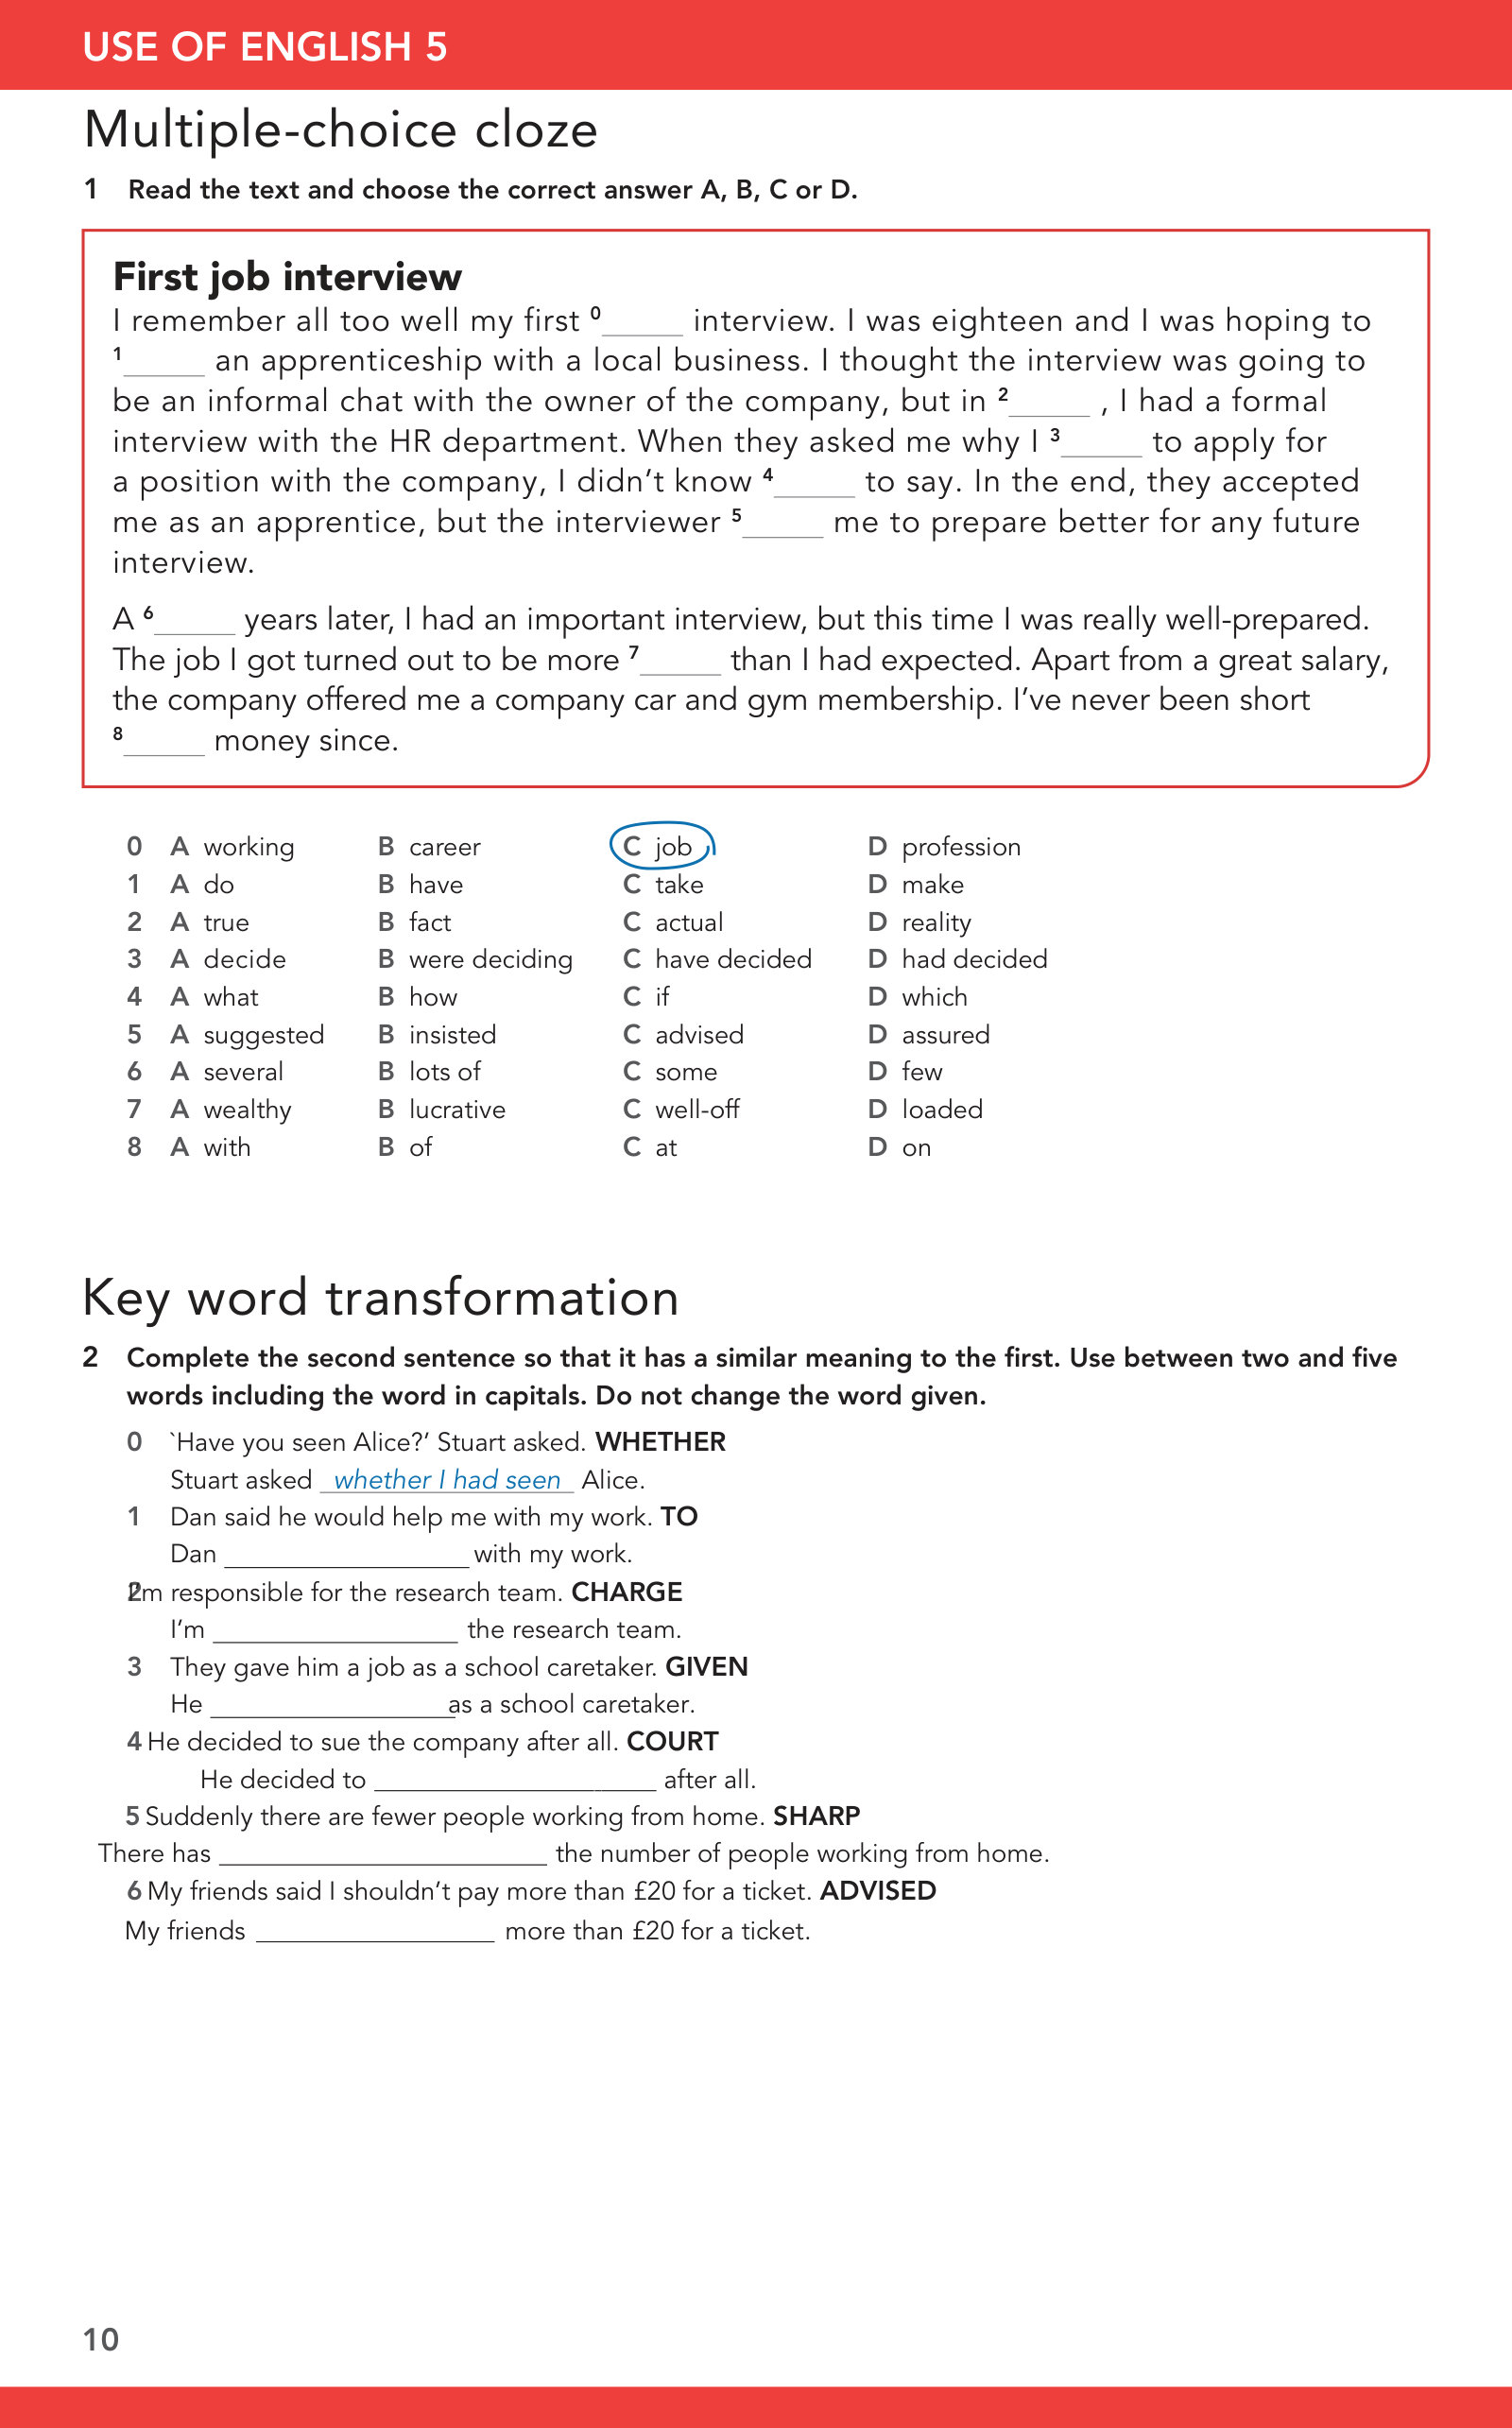 USE OF ENGLISH 5
Multiple-choice cloze
1 Read the text and choose the correct answer A, B, C or D.
First job interview
I remember all too well my first ⁰______ interview. I was eighteen and I was hoping to
¹______ an apprenticeship with a local business. I thought the interview was going to
be an informal chat with the owner of the company, but in ²______ , I had a formal
interview with the HR department. When they asked me why I ³______ to apply for
a position with the company, I didn’t know ⁴______ to say. In the end, they accepted
me as an apprentice, but the interviewer ⁵______ me to prepare better for any future
interview.
A ⁶______ years later, I had an important interview, but this time I was really well-prepared.
The job I got turned out to be more ⁷______ than I had expected. Apart from a great salary,
the company offered me a company car and gym membership. I’ve never been short
⁸______ money since.
0 A working B career C job D profession
1 A do B have C take D make
2 A true B fact C actual D reality
3 A decide B were deciding C have decided D had decided
4 A what B how C if D which
5 A suggested B insisted C advised D assured
6 A several B lots of C some D few
7 A wealthy B lucrative C well-off D loaded
8 A with B of C at D on
Key word transformation
2 Complete the second sentence so that it has a similar meaning to the first. Use between two and five
words including the word in capitals. Do not change the word given.
0 `Have you seen Alice?’ Stuart asked. WHETHER
Stuart asked whether I had seen Alice.
1 Dan said he would help me with my work. TO
Dan __________________ with my work.
2 I’m responsible for the research team. CHARGE
I’m __________________ the research team.
3 They gave him a job as a school caretaker. GIVEN
He __________________ as a school caretaker.
4 He decided to sue the company after all. COURT
He decided to ____________________ after all.
5 Suddenly there are fewer people working from home. SHARP
There has ________________________ the number of people working from home.
6 My friends said I shouldn’t pay more than £20 for a ticket. ADVISED
My friends _________________ more than £20 for a ticket.
10